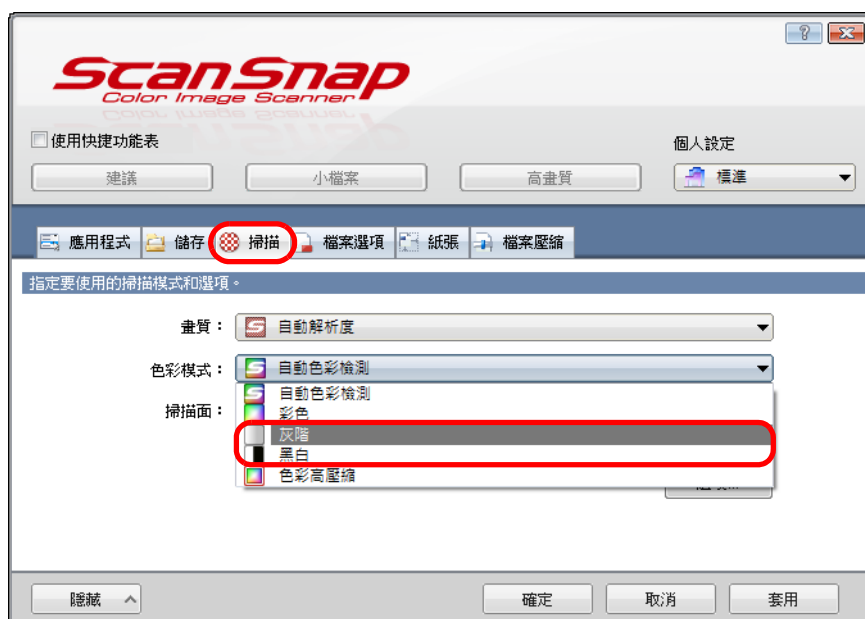 ScanSnap
Color Image Scanner
使用快捷功能表
個人設定
建議 小檔案 高畫質 標準
應用程式 儲存 掃描 檔案選項 紙張 檔案壓縮
指定要使用的掃描模式和選項。
畫質： 自動解析度
色彩模式： 自動色彩檢測
自動色彩檢測
掃描面： 彩色
灰階
黑白
色彩高壓縮
隱藏 確定 取消 套用